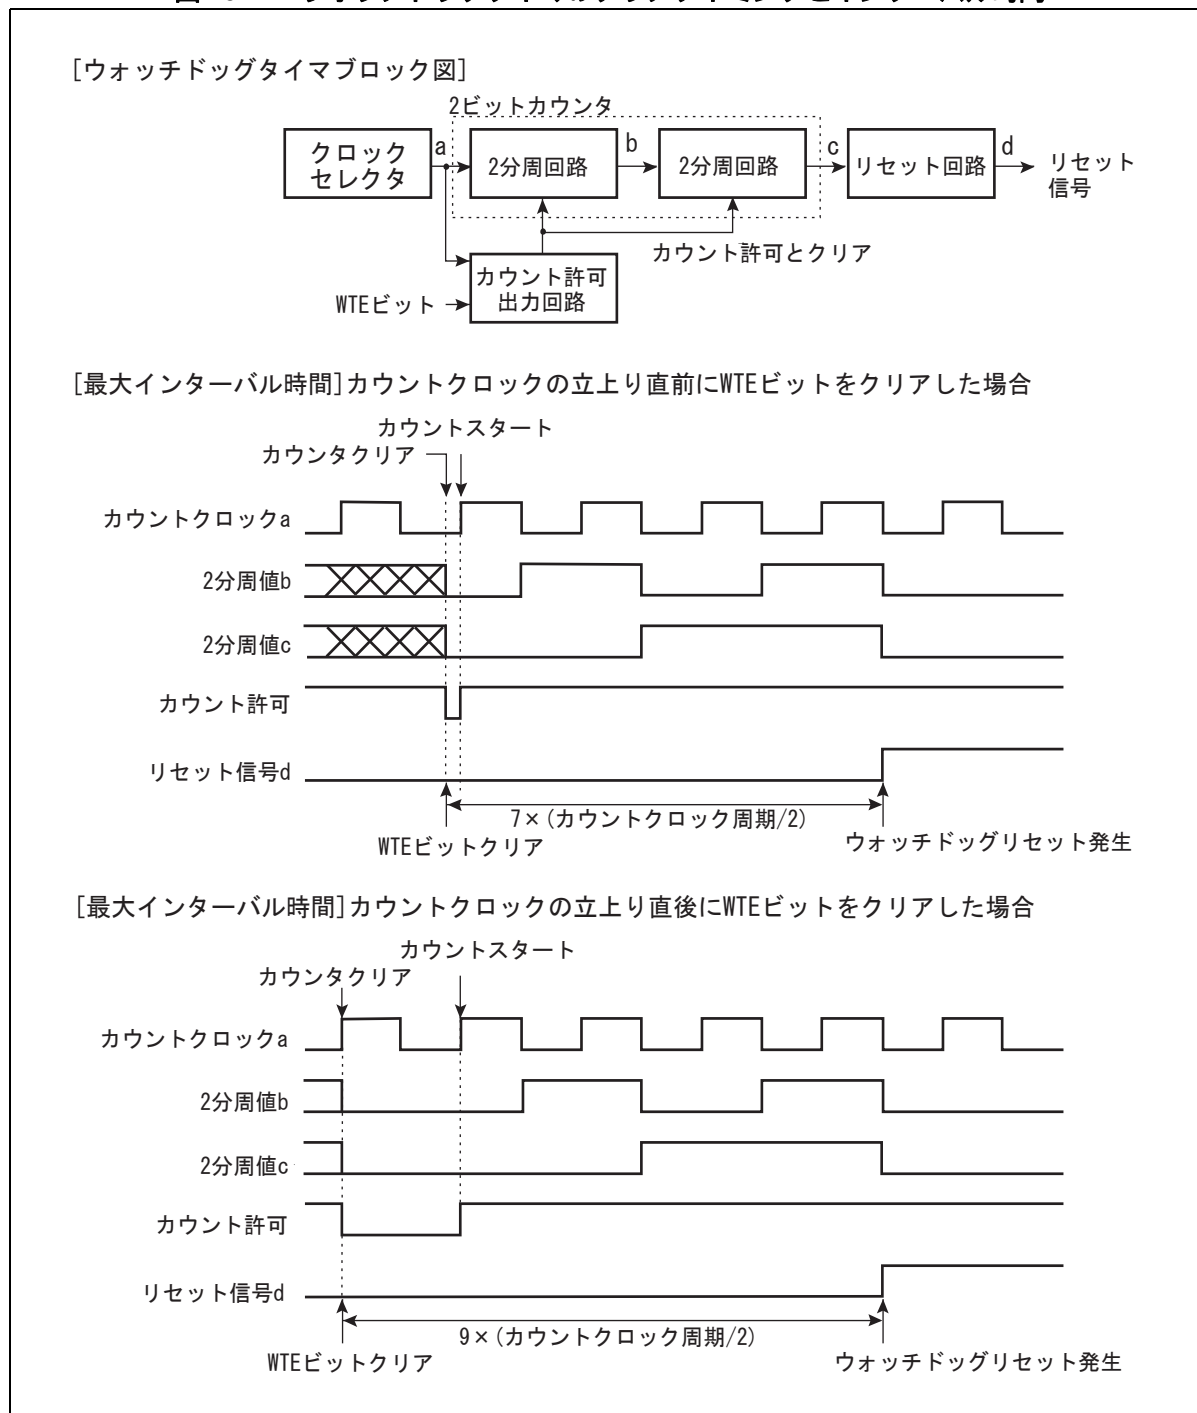 [ウォッチドッグタイマブロック図]
2ビットカウンタ
クロック
セレクタ
a
2分周回路
b
2分周回路
c
リセット回路
d
リセット
信号
カウント許可とクリア
カウント許可
出力回路
WTEビット
[最大インターバル時間]カウントクロックの立上り直前にWTEビットをクリアした場合
カウントスタート
カウンタクリア
カウントクロックa
2分周値b
2分周値c
カウント許可
リセット信号d
7×(カウントクロック周期/2)
WTEビットクリア
ウォッチドッグリセット発生
[最大インターバル時間]カウントクロックの立上り直後にWTEビットをクリアした場合
カウントスタート
カウンタクリア
カウントクロックa
2分周値b
2分周値c
カウント許可
リセット信号d
9×(カウントクロック周期/2)
WTEビットクリア
ウォッチドッグリセット発生